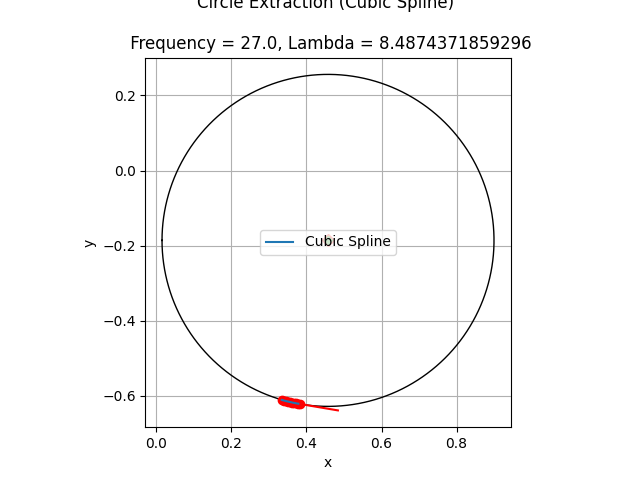 Circle Extraction (Cubic Spline)
Frequency = 27.0, Lambda = 8.4874371859296
0.2
0.0
−0.2
−0.4
−0.6
y
Cubic Spline
0.0 0.2 0.4 0.6 0.8
x